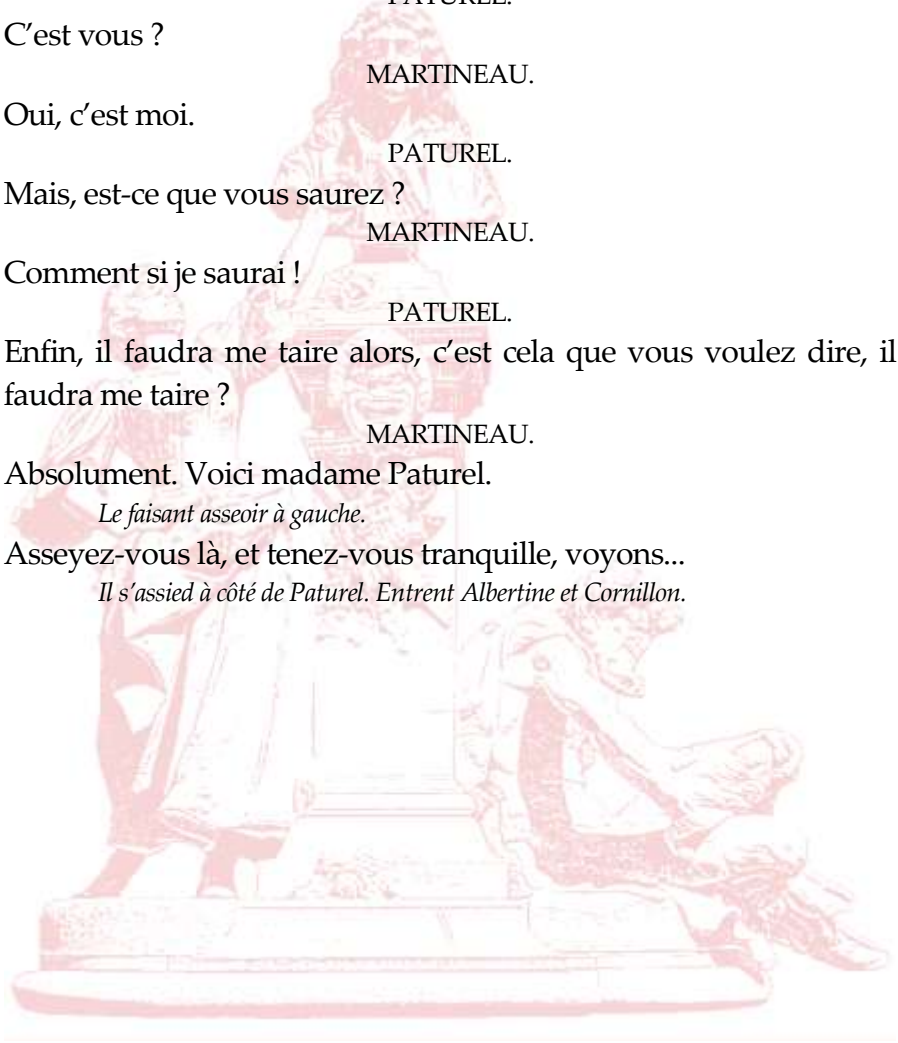 PATUREL.
C’est vous ?
MARTINEAU.
Oui, c’est moi.
PATUREL.
Mais, est-ce que vous saurez ?
MARTINEAU.
Comment si je saurai !
PATUREL.
Enfin, il faudra me taire alors, c’est cela que vous voulez dire, il
faudra me taire ?
MARTINEAU.
Absolument. Voici madame Paturel.
Le faisant asseoir à gauche.
Asseyez-vous là, et tenez-vous tranquille, voyons...
Il s’assied à côté de Paturel. Entrent Albertine et Cornillon.